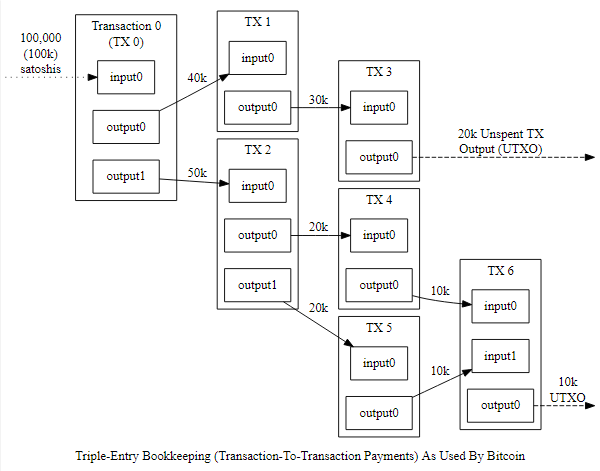 100,000
(100k)
satoshis
Transaction 0
(TX 0)
input0
output0
output1
40k
50k
TX 1
input0
output0
30k
TX 2
input0
output0
output1
20k
20k
TX 3
input0
output0
20k Unspent TX
Output (UTXO)
TX 4
input0
output0
10k
TX 5
input0
output0
10k
TX 6
input0
input1
output0
10k
UTXO
Triple-Entry Bookkeeping (Transaction-To-Transaction Payments) As Used By Bitcoin